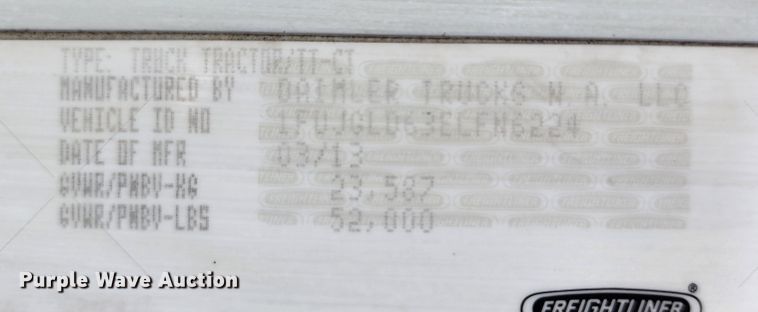 TYPE: TRUCK TRACTOR/TT-CT
MANUFACTURED BY DAIMLER TRUCKS N.A. LLC
VEHICLE ID NO 1FUJGLD63ELFN6224
DATE OF MFR 03/13
GVWR/PNBV-KG 23,587
GVWR/PNBV-LBS 52,000
Purple Wave Auction
FREIGHTLINER®